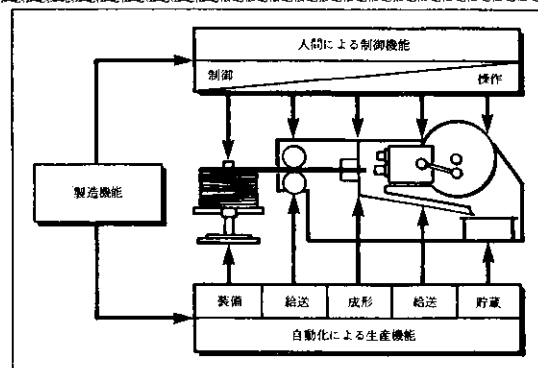 人間による制御機能
制御
操作
製造機能
装備
給送
成形
給送
貯蔵
自動化による生産機能